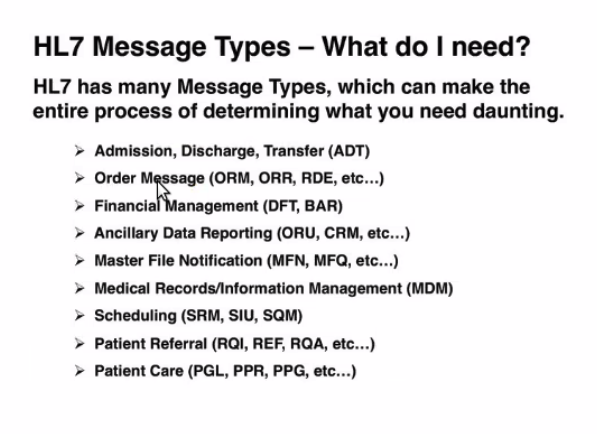 HL7 Message Types – What do I need?
HL7 has many Message Types, which can make the
entire process of determining what you need daunting.
➢ Admission, Discharge, Transfer (ADT)
➢ Order Message (ORM, ORR, RDE, etc...)
➢ Financial Management (DFT, BAR)
➢ Ancillary Data Reporting (ORU, CRM, etc...)
➢ Master File Notification (MFN, MFQ, etc...)
➢ Medical Records/Information Management (MDM)
➢ Scheduling (SRM, SIU, SQM)
➢ Patient Referral (RQI, REF, RQA, etc...)
➢ Patient Care (PGL, PPR, PPG, etc...)